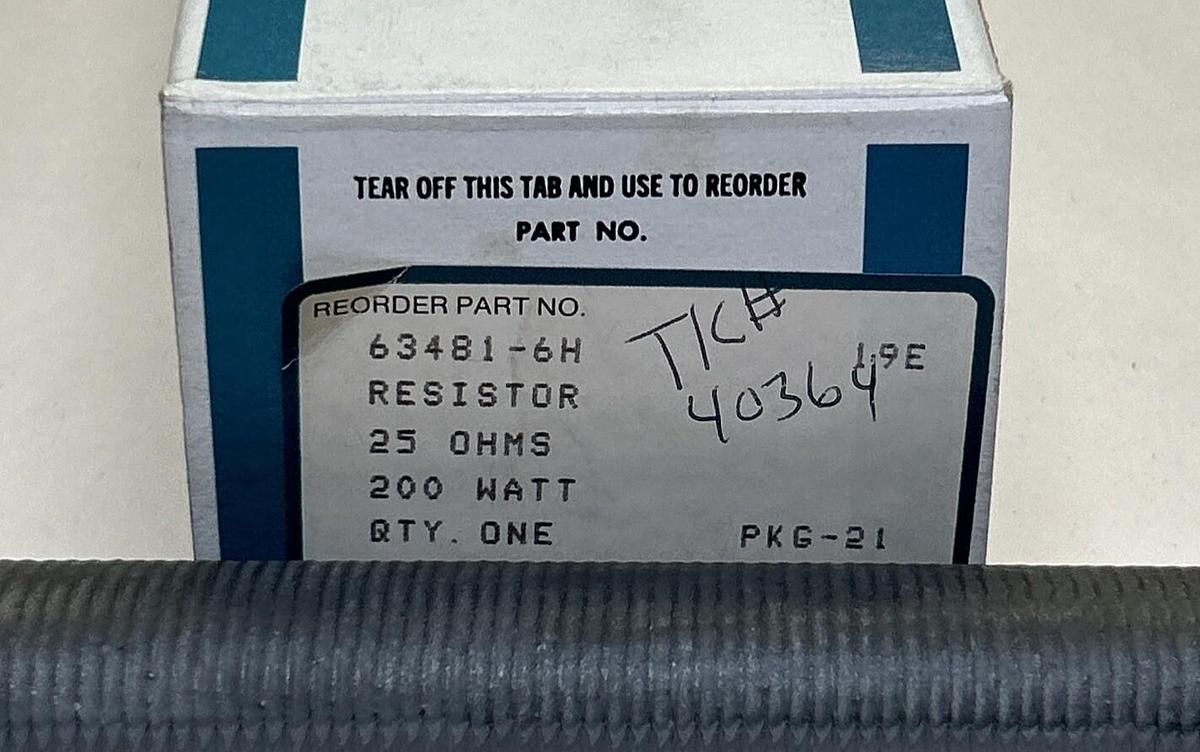 TEAR OFF THIS TAB AND USE TO REORDER
PART NO.
REORDER PART NO.
63481-6H
RESISTOR
25 OHMS
200 WATT
QTY. ONE
T/C#
40364
1,9E
PKG-21